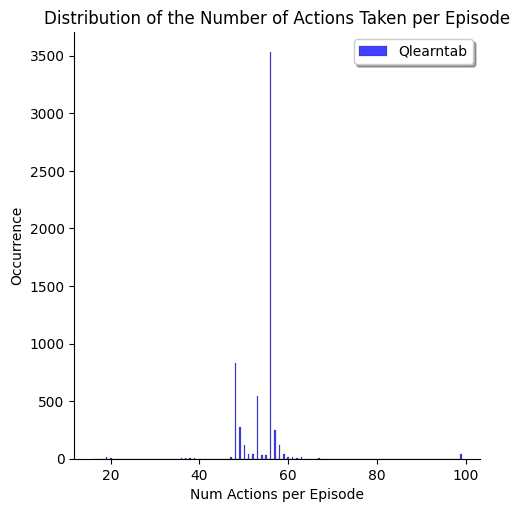 Distribution of the Number of Actions Taken per Episode
Qlearntab
3500
3000
2500
2000
1500
1000
500
0
Occurrence
20 40 60 80 100
Num Actions per Episode